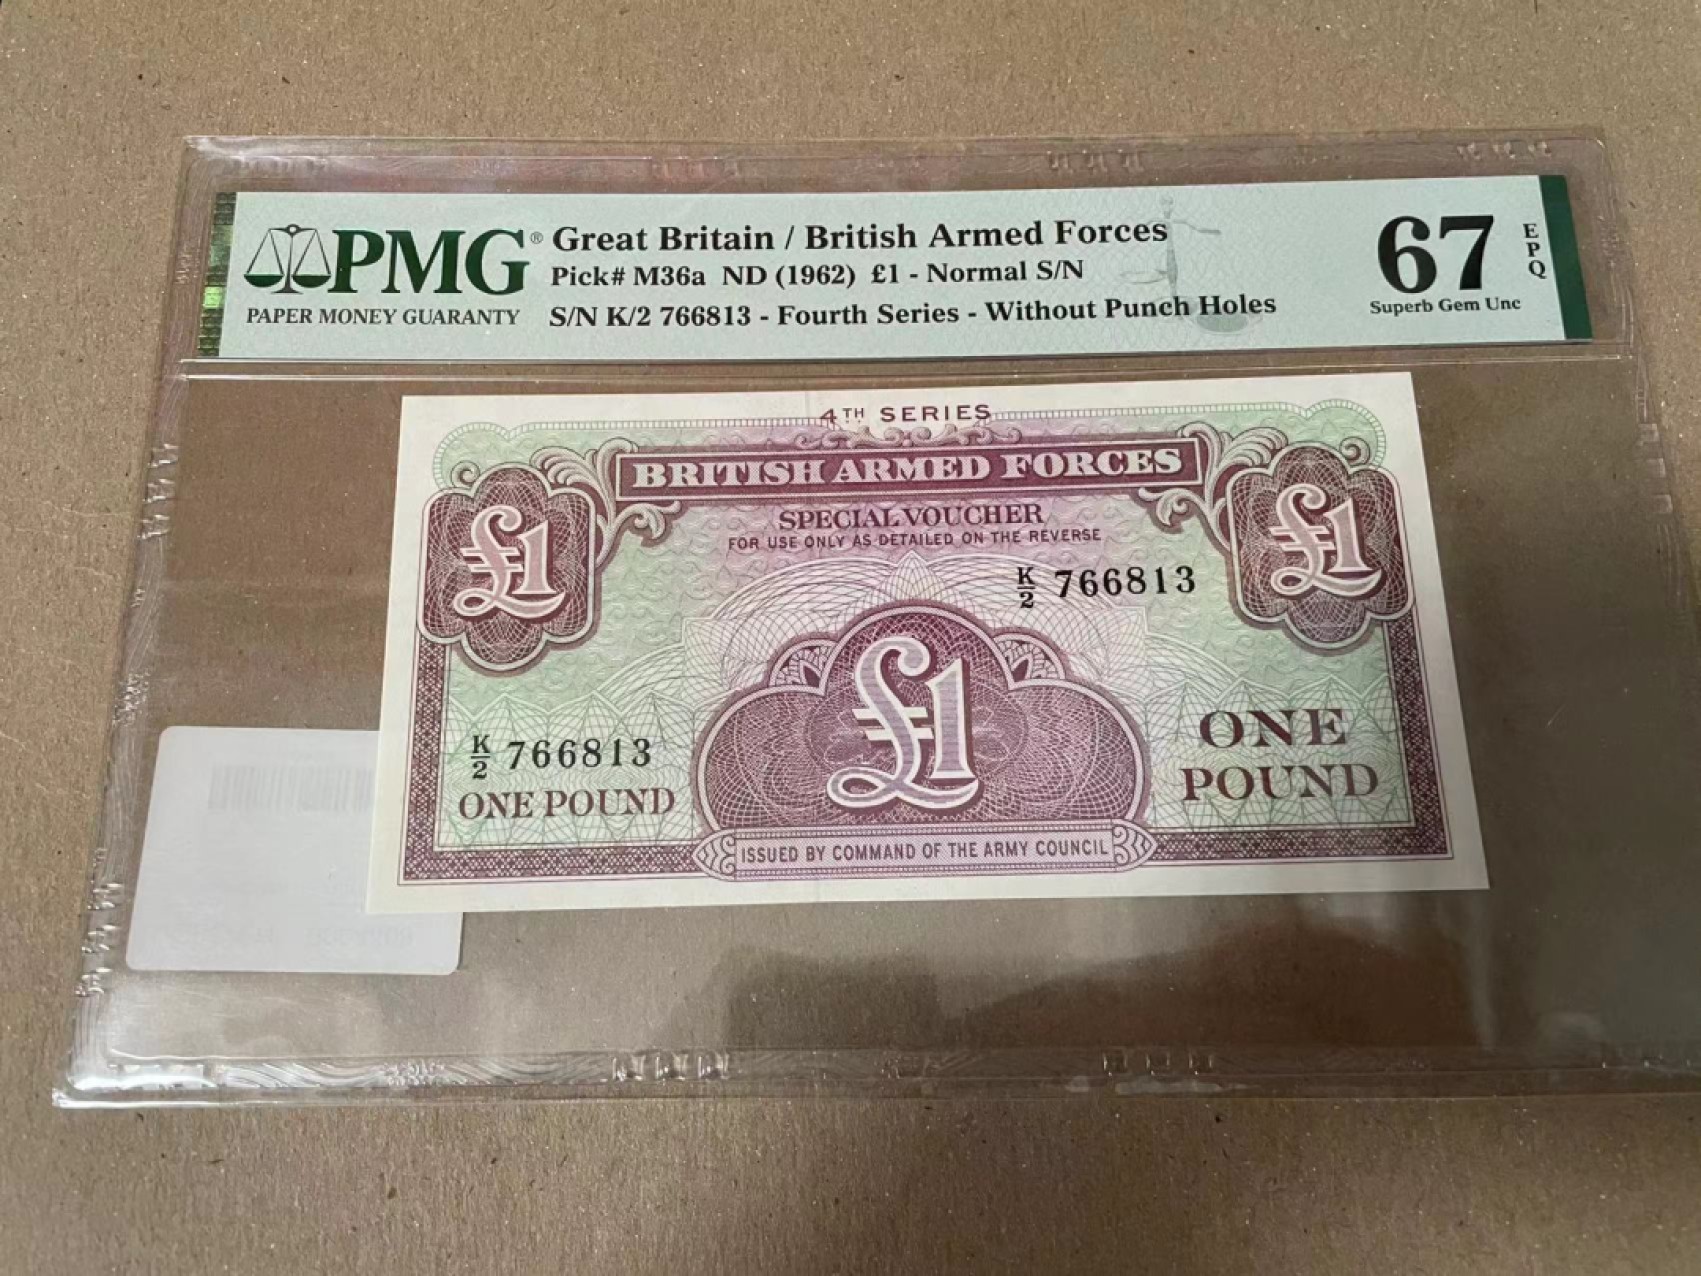 PMG®
PAPER MONEY GUARANTY
Great Britain / British Armed Forces
Pick# M36a ND (1962) £1 - Normal S/N
S/N K/2 766813 - Fourth Series - Without Punch Holes
67
EPQ
Superb Gem Unc
4TH SERIES
BRITISH ARMED FORCES
£1
£1
SPECIAL VOUCHER
FOR USE ONLY AS DETAILED ON THE REVERSE
K/2 766813
£1
K/2 766813
ONE POUND
ONE
POUND
ISSUED BY COMMAND OF THE ARMY COUNCIL